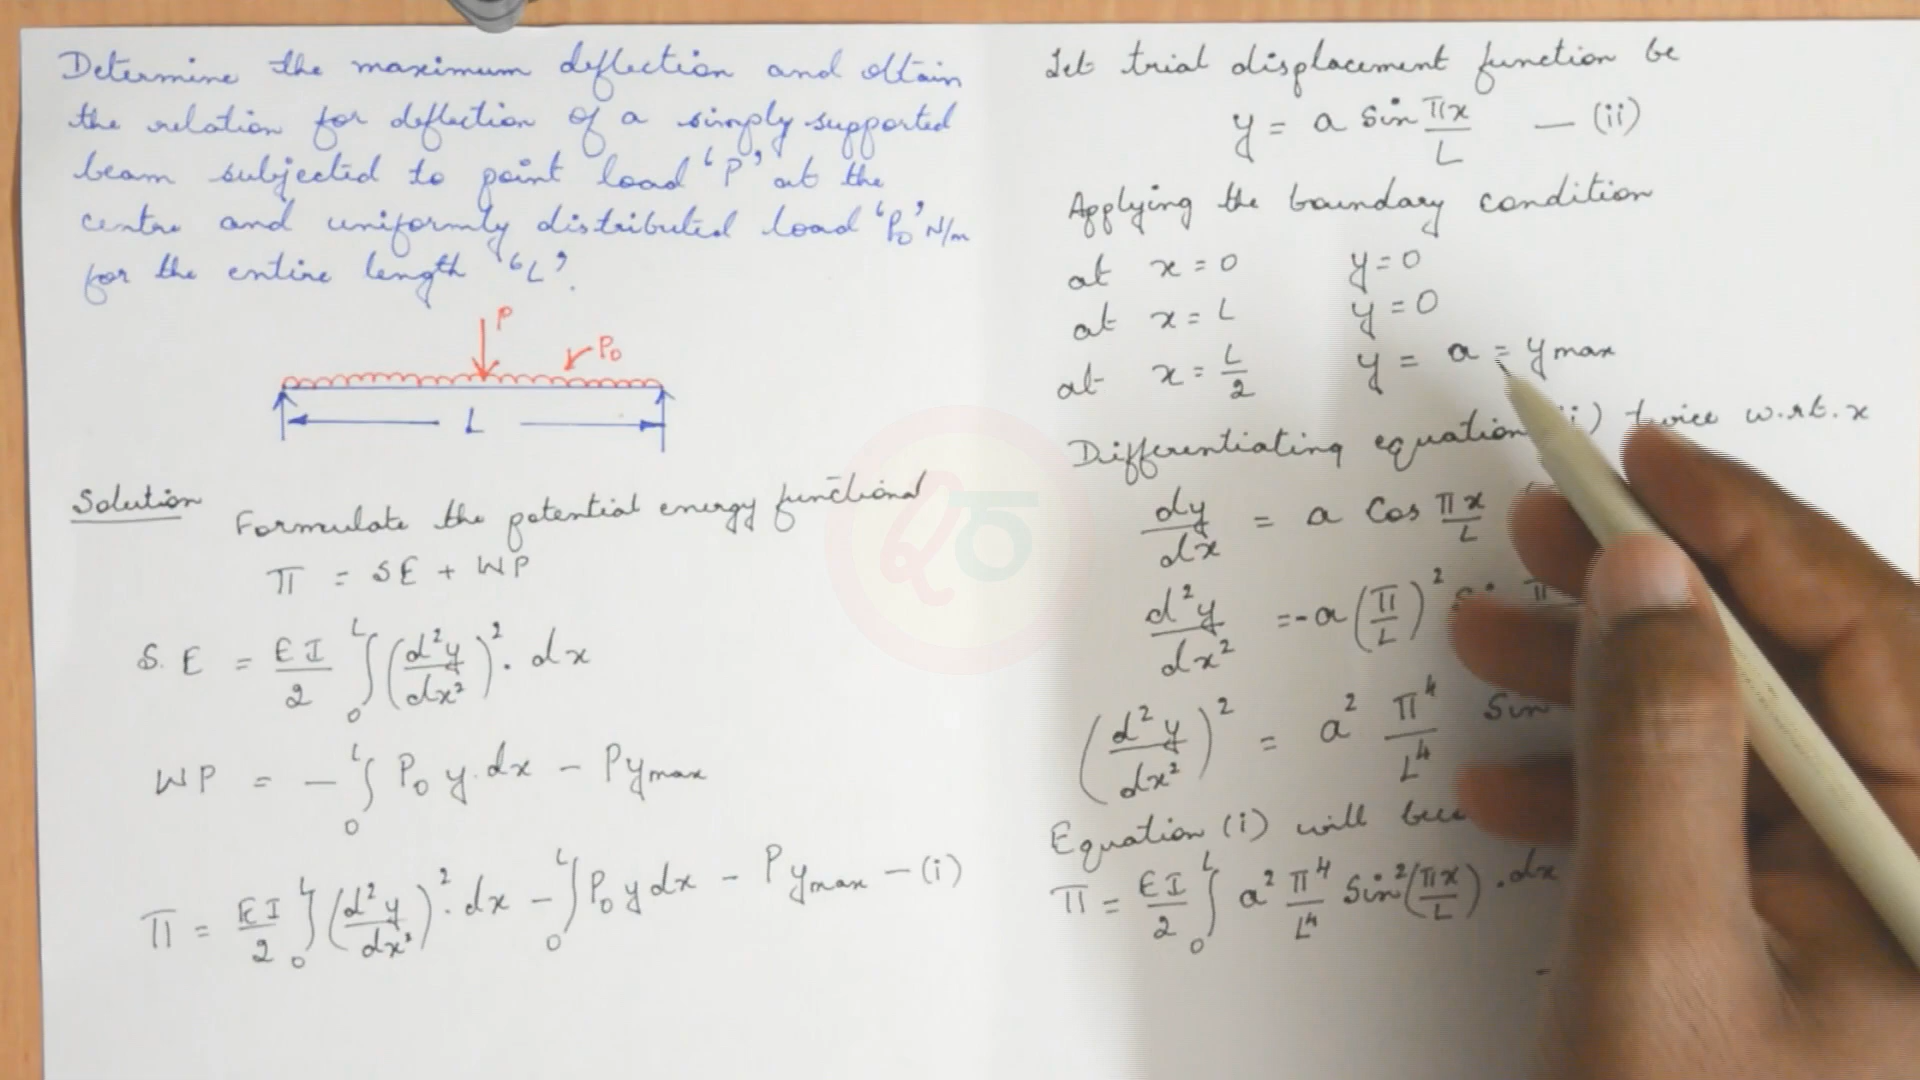 Determine the maximum deflection and obtain
the relation for deflection of a simply supported
beam subjected to point load 'P' at the
centre and uniformly distributed load 'P₀' N/m
for the entire length 'L'.
P
P₀
L
Solution
Formulate the potential energy functional
π = SE + WP
S.E = EI/2 ∫₀ᴸ (d²y/dx²)² . dx
WP = - ∫₀ᴸ P₀ y.dx - Pymax
π = EI/2 ∫₀ᴸ (d²y/dx²)² . dx - ∫₀ᴸ P₀ y dx - P ymax - (i)
Let trial displacement function be
y = a Sin πx/L — (ii)
Applying the boundary condition
at x = 0 y = 0
at x = L y = 0
at x = L/2 y = a = ymax
Differentiating equation (ii) twice w.r.t. x
dy/dx = a Cos πx/L
d²y/dx² = -a (π/L)²
(d²y/dx²)² = a² π⁴/L⁴ Sin
Equation (i) will
π = EI/2 ∫₀ᴸ a² π⁴/L⁴ Sin² (πx/L) . dx
-